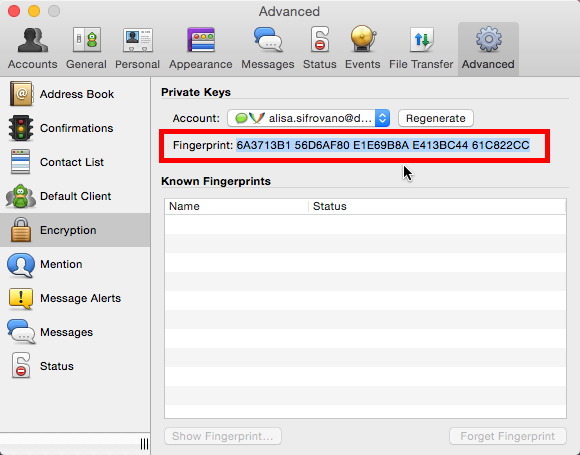 Advanced
Accounts General Personal Appearance Messages Status Events File Transfer Advanced
Address Book
Confirmations
Contact List
Default Client
Encryption
Mention
Message Alerts
Messages
Status
Private Keys
Account: alisa.sifrovano@d... Regenerate
Fingerprint: 6A3713B1 56D6AF80 E1E69B8A E413BC44 61C822CC
Known Fingerprints
Name Status
Show Fingerprint... Forget Fingerprint